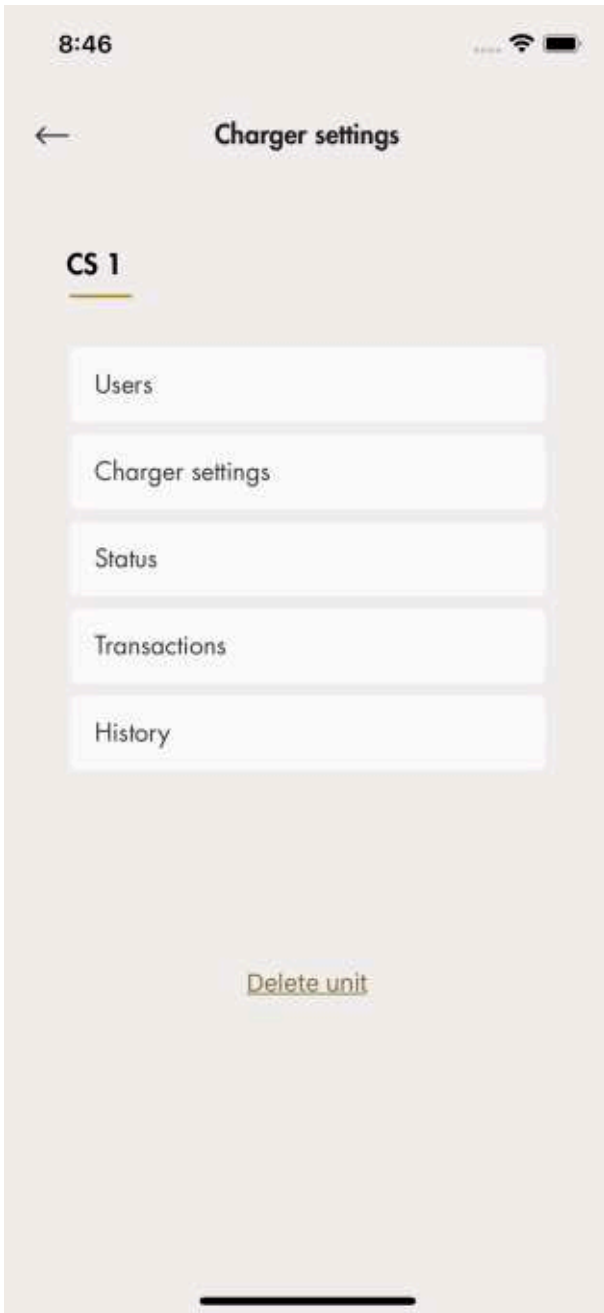 8:46
Charger settings
CS 1
Users
Charger settings
Status
Transactions
History
Delete unit